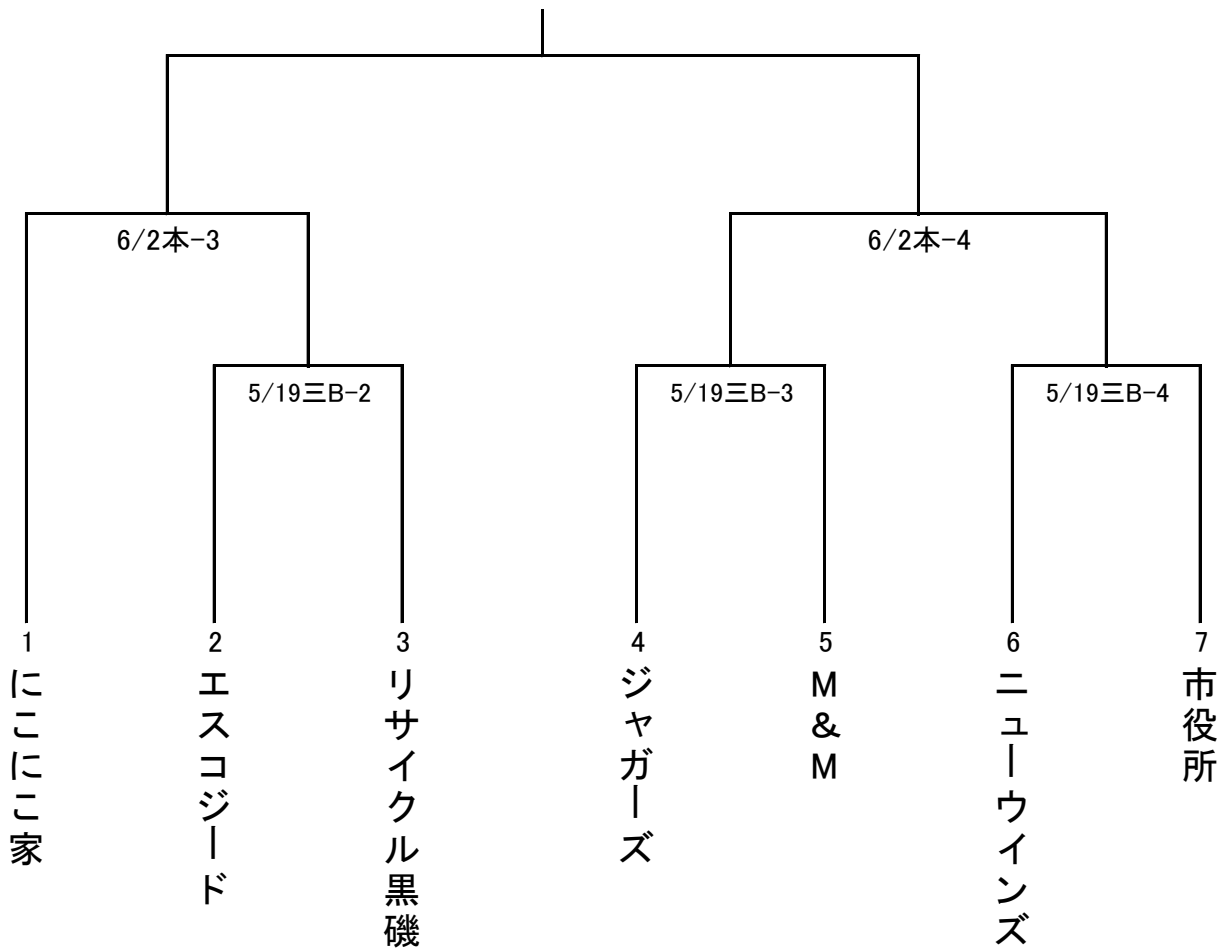 6/2本-3
6/2本-4
5/19三B-2
5/19三B-3
5/19三B-4
1
にこにこ家
2
エスコジード
3
リサイクル黒磯
4
ジャガーズ
5
M&M
6
ニューウインズ
7
市役所